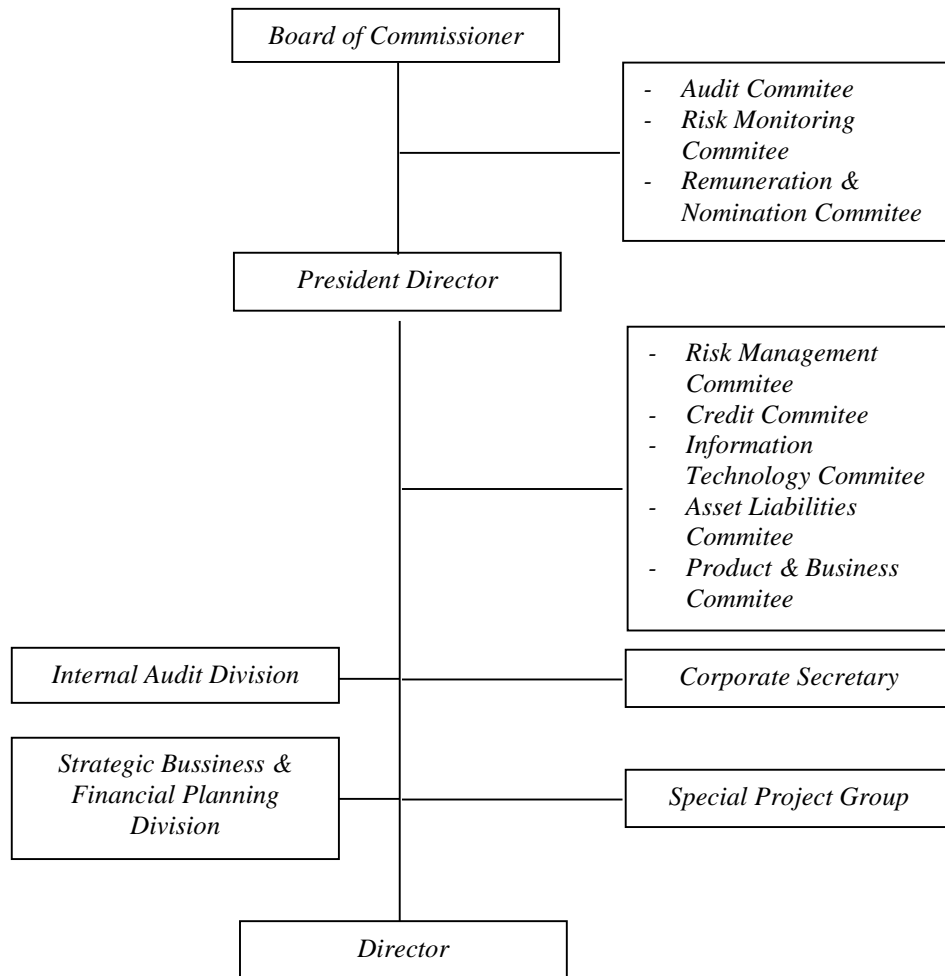 Board of Commissioner
- Audit Commitee
- Risk Monitoring
Commitee
- Remuneration &
Nomination Commitee
President Director
- Risk Management
Commitee
- Credit Commitee
- Information
Technology Commitee
- Asset Liabilities
Commitee
- Product & Business
Commitee
Internal Audit Division
Corporate Secretary
Strategic Bussiness &
Financial Planning
Division
Special Project Group
Director